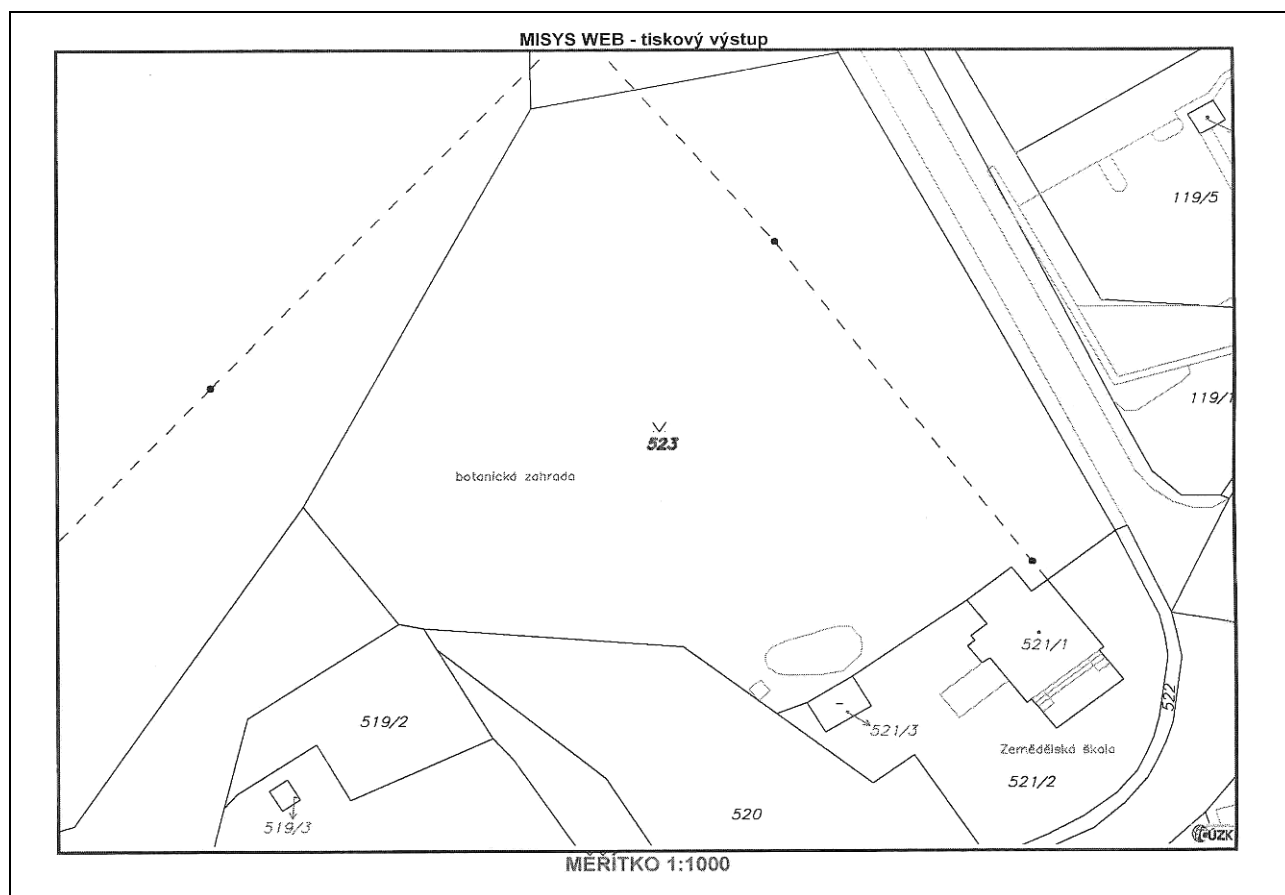 MISYS WEB - tiskový výstup
119/5
119/1
523
botanická zahrada
521/1
522
519/2
521/3
Zemědělská škola
521/2
520
519/3
ČÚZK
MĚŘÍTKO 1:1000